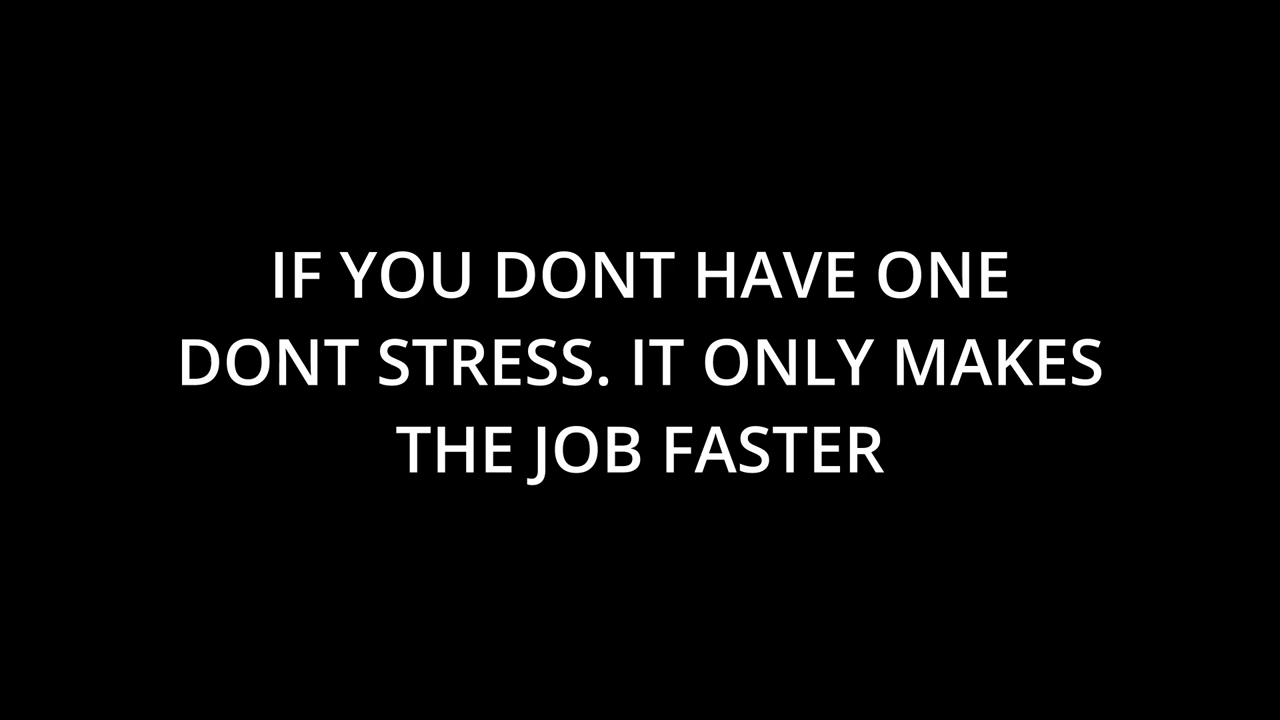 IF YOU DONT HAVE ONE
DONT STRESS. IT ONLY MAKES
THE JOB FASTER